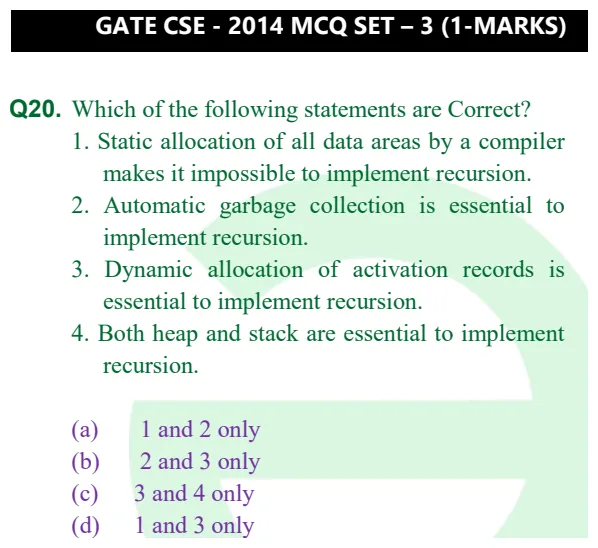 GATE CSE - 2014 MCQ SET – 3 (1-MARKS)
Q20. Which of the following statements are Correct?
1. Static allocation of all data areas by a compiler
makes it impossible to implement recursion.
2. Automatic garbage collection is essential to
implement recursion.
3. Dynamic allocation of activation records is
essential to implement recursion.
4. Both heap and stack are essential to implement
recursion.
(a) 1 and 2 only
(b) 2 and 3 only
(c) 3 and 4 only
(d) 1 and 3 only